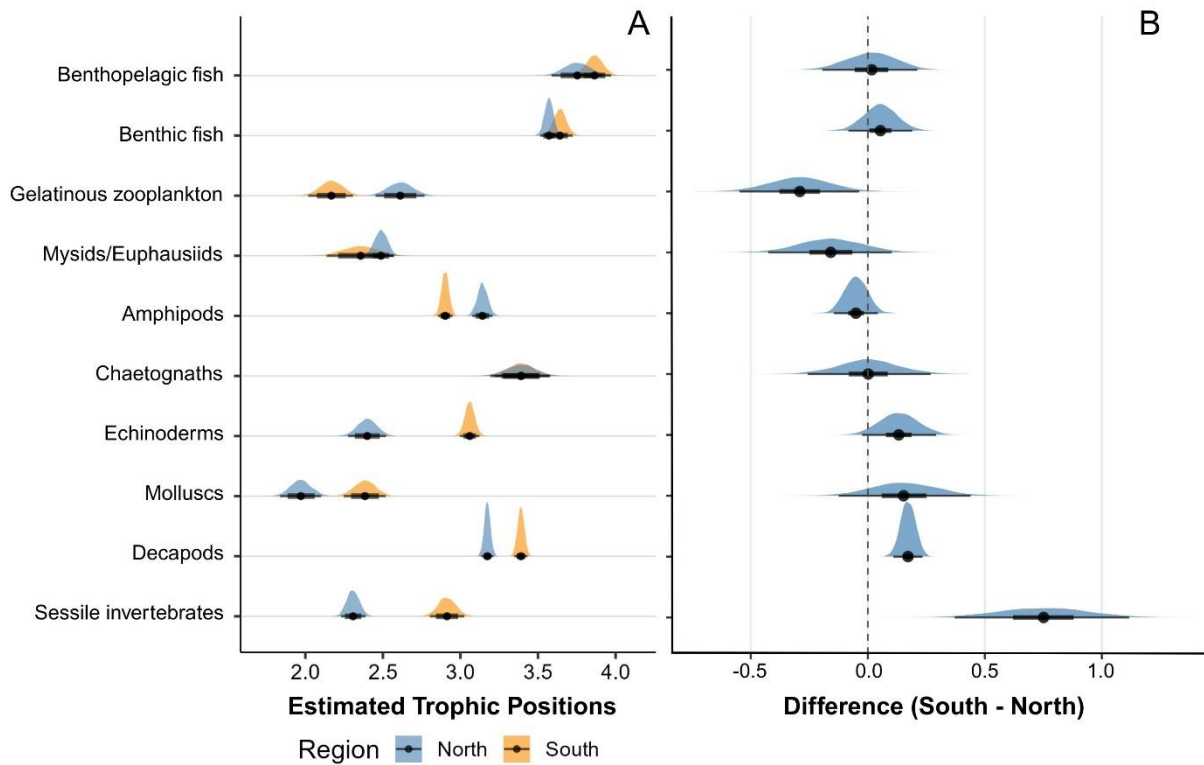 A
B
Benthopelagic fish
Benthic fish
Gelatinous zooplankton
Mysids/Euphausiids
Amphipods
Chaetognaths
Echinoderms
Molluscs
Decapods
Sessile invertebrates
2.0 2.5 3.0 3.5 4.0
-0.5 0.0 0.5 1.0
Estimated Trophic Positions
Difference (South - North)
Region North South